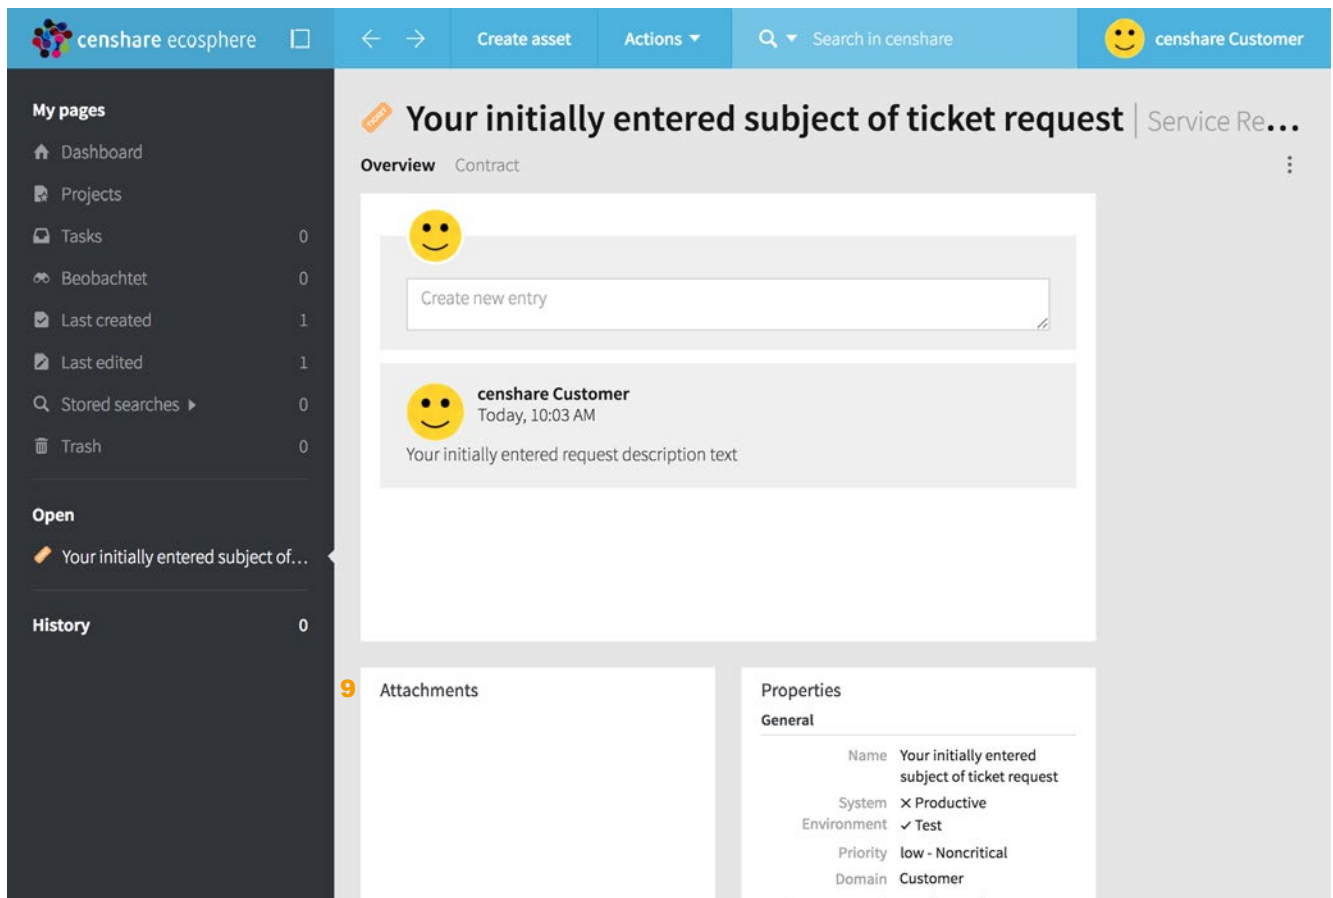 censhare ecosphere
Create asset
Actions
Search in censhare
censhare Customer
My pages
Dashboard
Projects
Tasks 0
Beobachtet 0
Last created 1
Last edited 1
Stored searches 0
Trash 0
Open
Your initially entered subject of...
History 0
TICKET
Your initially entered subject of ticket request | Service Re...
Overview Contract
Create new entry
censhare Customer
Today, 10:03 AM
Your initially entered request description text
9 Attachments
Properties
General
Name Your initially entered
subject of ticket request
System × Productive
Environment ✓ Test
Priority low - Noncritical
Domain Customer